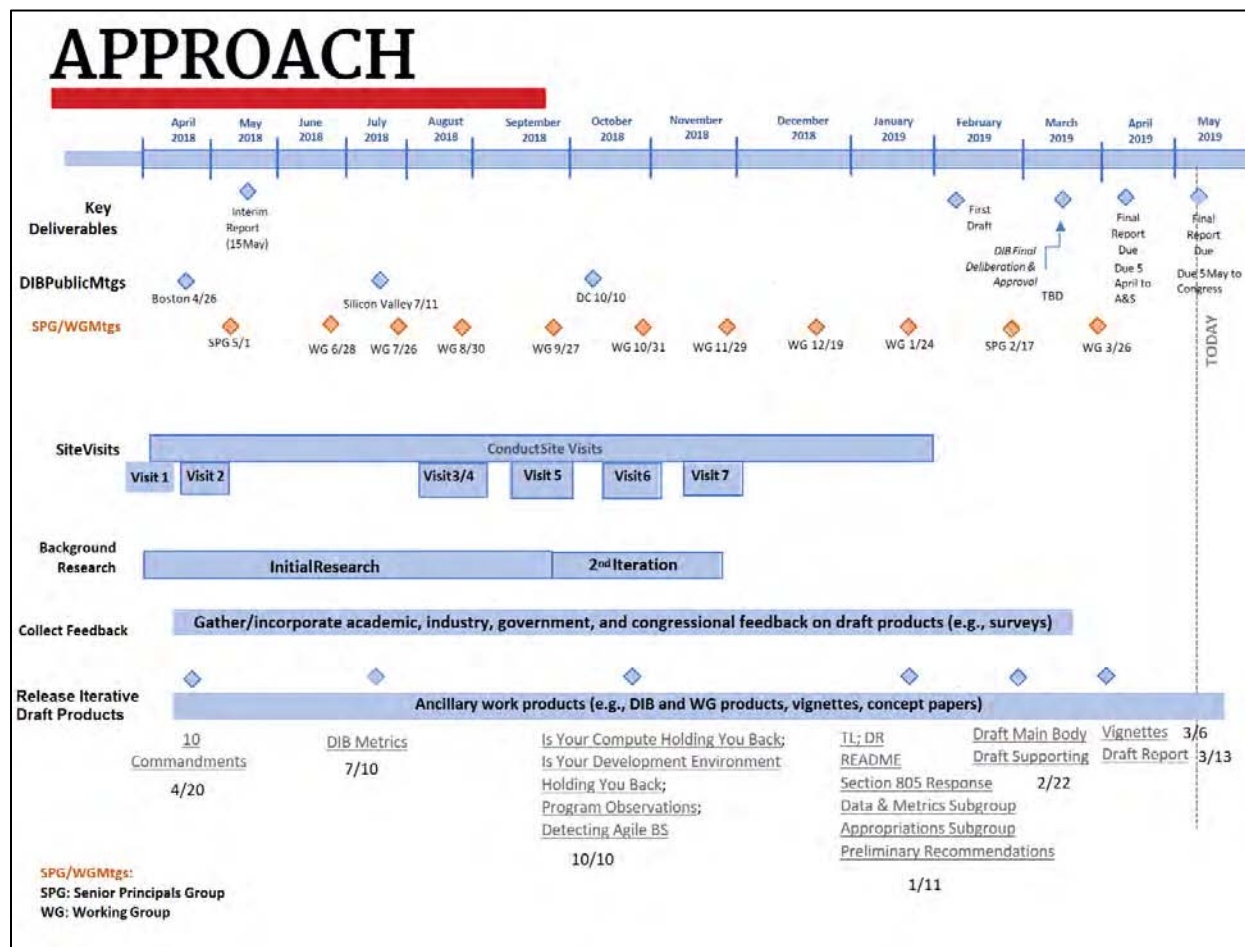 APPROACH
April 2018
May 2018
June 2018
July 2018
August 2018
September 2018
October 2018
November 2018
December 2018
January 2019
February 2019
March 2019
April 2019
May 2019
Key
Deliverables
Interim
Report
(15May)
First
Draft
DIB Final
Deliberation &
Approval
TBD
Final
Report
Due
Due 5
April to
A&S
Final
Report
Due
Due 5May to
Congress
DIBPublicMtgs
Boston 4/26
Silicon Valley 7/11
DC 10/10
SPG/WGMtgs
SPG 5/1
WG 6/28
WG 7/26
WG 8/30
WG 9/27
WG 10/31
WG 11/29
WG 12/19
WG 1/24
SPG 2/17
WG 3/26
TODAY
SiteVisits
ConductSite Visits
Visit 1
Visit 2
Visit3/4
Visit 5
Visit6
Visit 7
Background
Research
InitialResearch
2nd Iteration
Collect Feedback
Gather/incorporate academic, industry, government, and congressional feedback on draft products (e.g., surveys)
Release Iterative
Draft Products
Ancillary work products (e.g., DIB and WG products, vignettes, concept papers)
10
Commandments
4/20
DIB Metrics
7/10
Is Your Compute Holding You Back;
Is Your Development Environment
Holding You Back;
Program Observations;
Detecting Agile BS
10/10
TL; DR
README
Section 805 Response
Data & Metrics Subgroup
Appropriations Subgroup
Preliminary Recommendations
1/11
Draft Main Body
Draft Supporting
2/22
Vignettes 3/6
Draft Report 3/13
SPG/WGMtgs:
SPG: Senior Principals Group
WG: Working Group